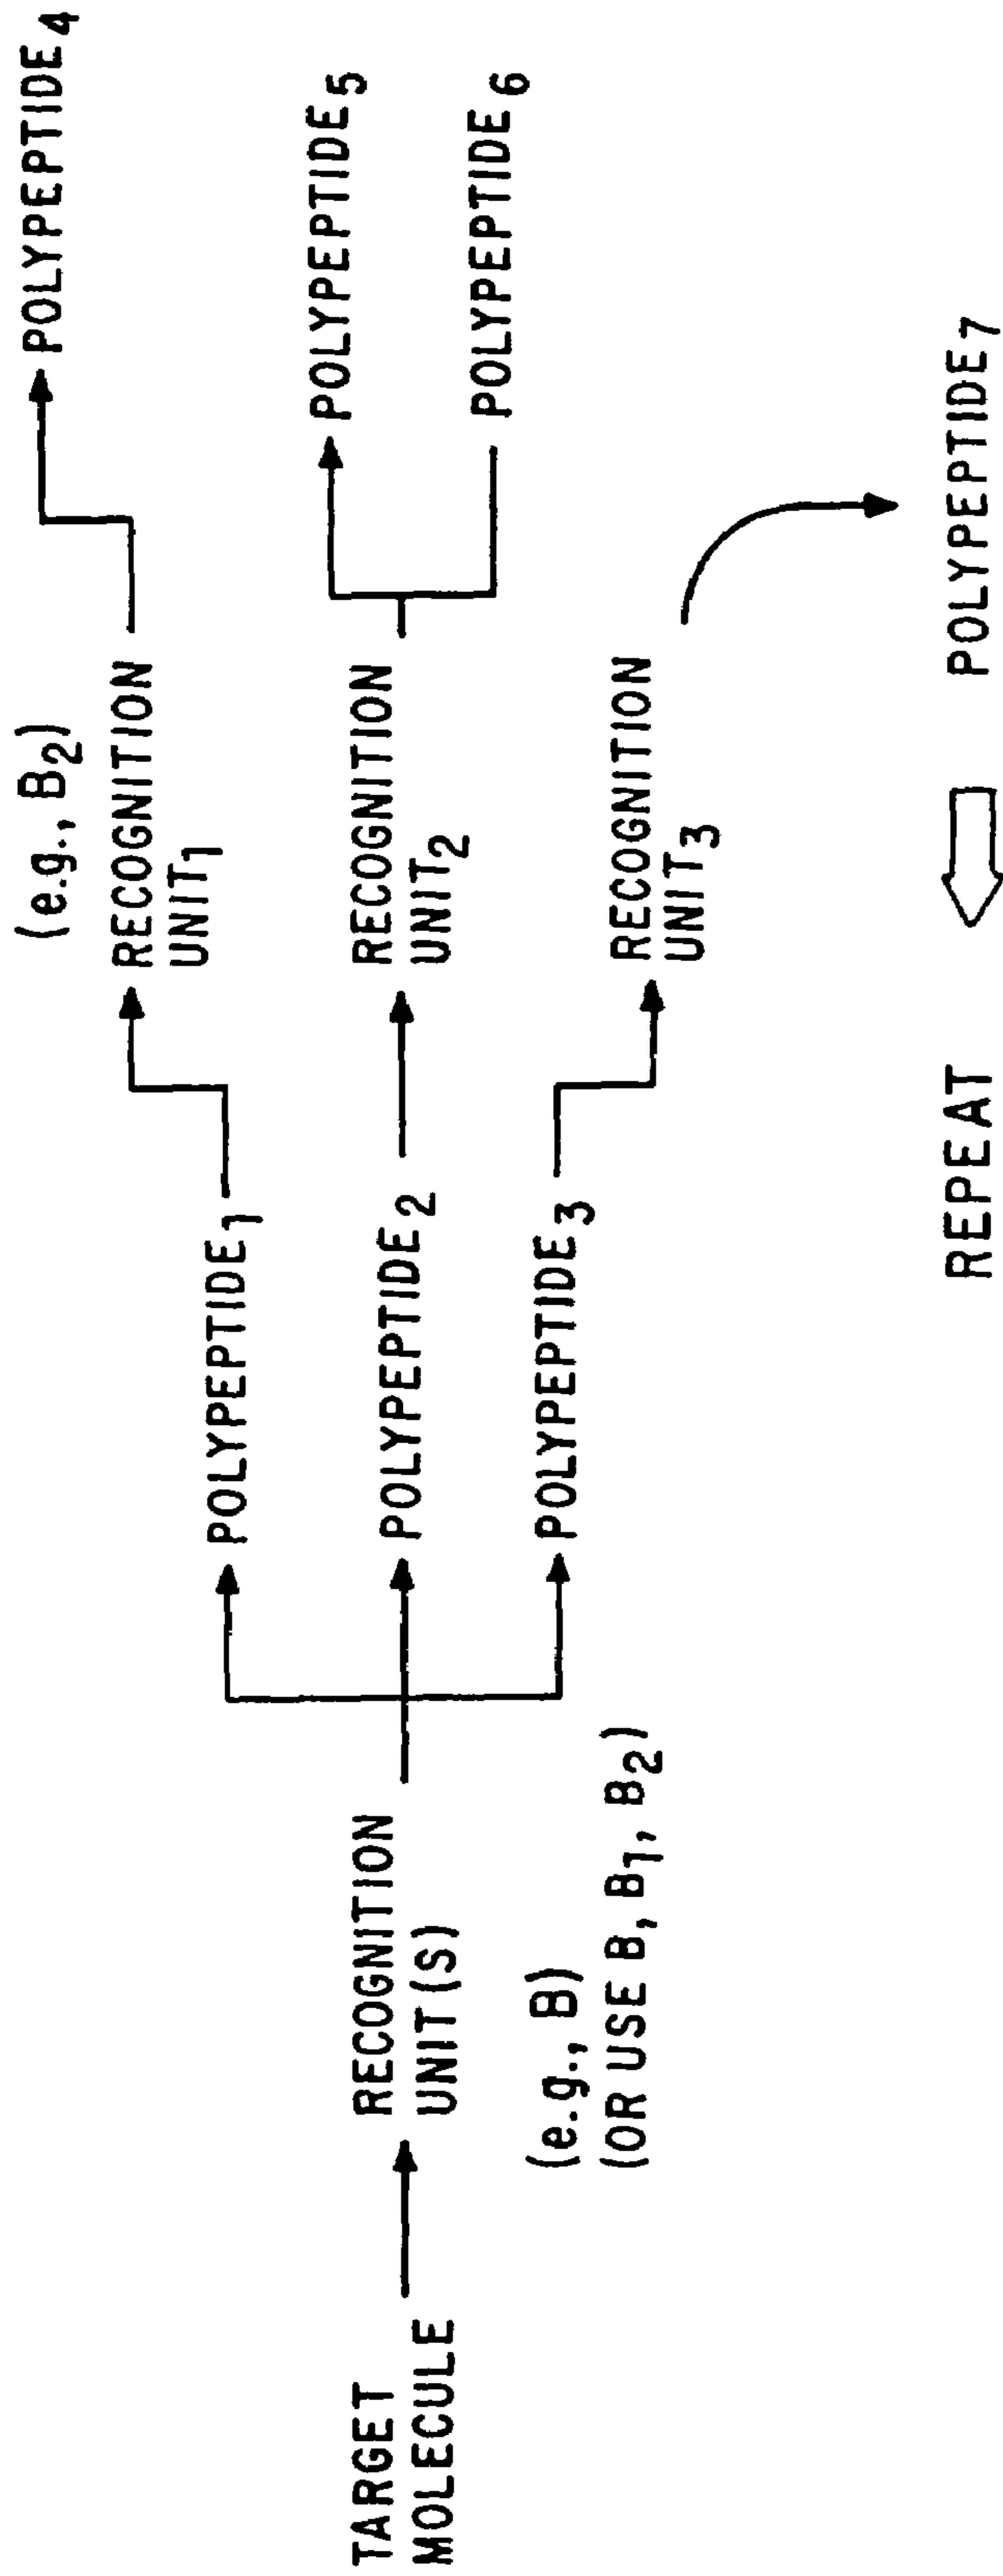 TARGET
MOLECULE
RECOGNITION
UNIT(S)
(e.g., B)
(OR USE B, B1, B2)
POLYPEPTIDE1
POLYPEPTIDE2
POLYPEPTIDE3
(e.g., B2)
RECOGNITION
UNIT1
RECOGNITION
UNIT2
RECOGNITION
UNIT3
POLYPEPTIDE4
POLYPEPTIDE5
POLYPEPTIDE6
POLYPEPTIDE7
REPEAT